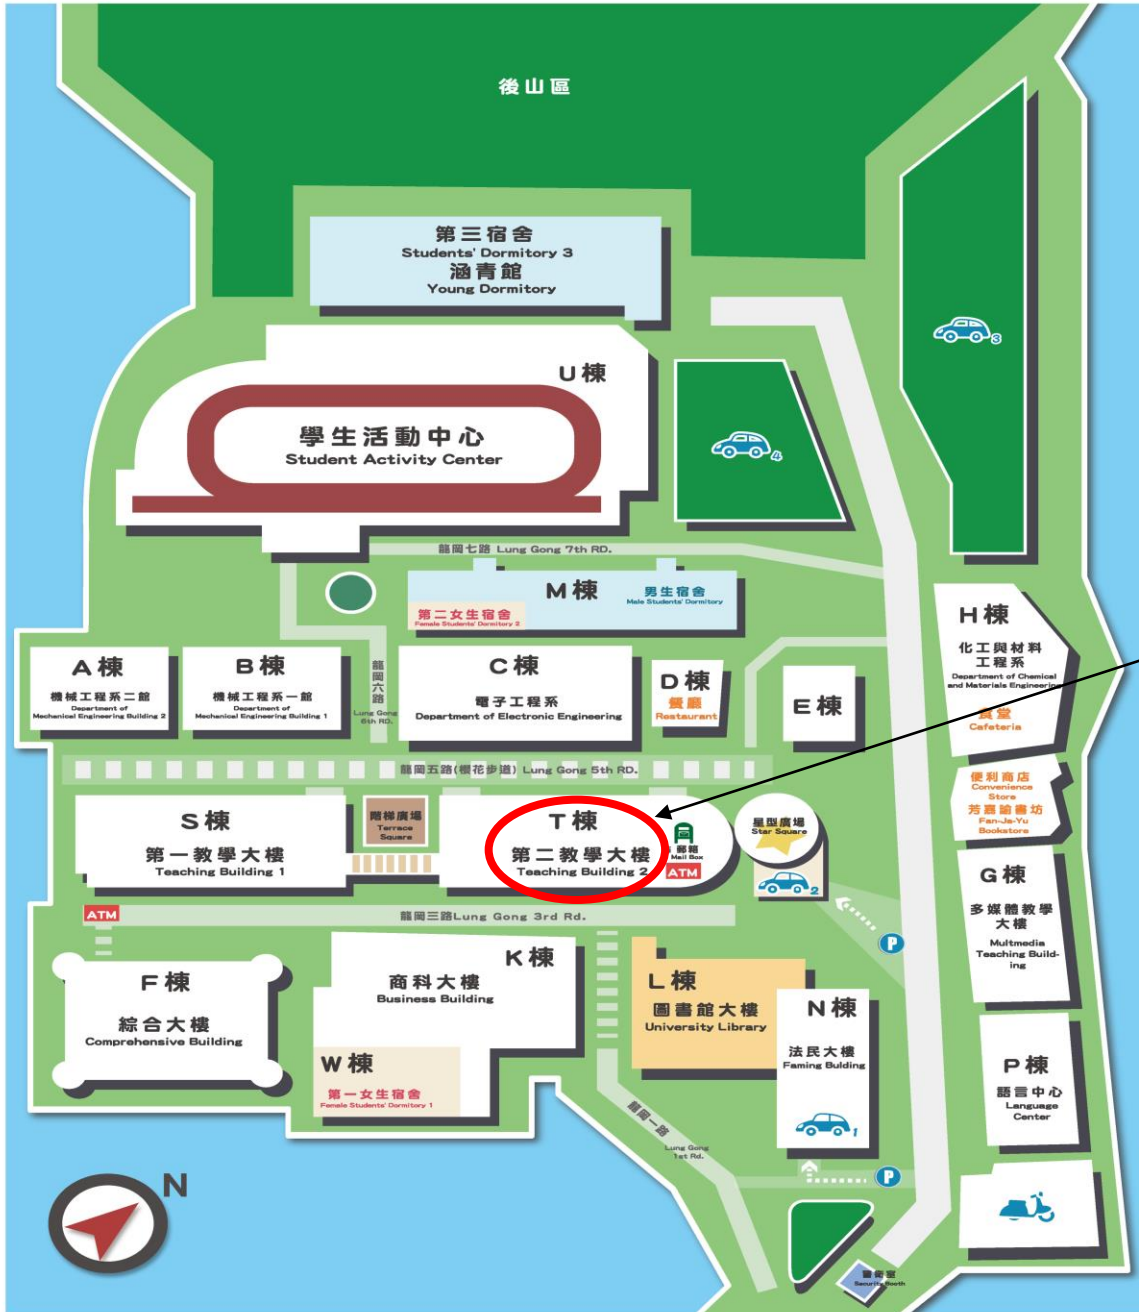 後山區
第三宿舍
Students' Dormitory 3
涵青館
Young Dormitory
3
U棟
學生活動中心
Student Activity Center
4
龍岡七路 Lung Gong 7th RD.
M棟
男生宿舍
Male Students' Dormitory
第二女生宿舍
Female Students' Dormitory 2
H棟
化工與材料
工程系
Department of Chemical
and Materials Engineering
食堂
Cafeteria
A棟
機械工程系二館
Department of
Mechanical Engineering Building 2
B棟
機械工程系一館
Department of
Mechanical Engineering Building 1
龍岡六路
Lung Gong
6th RD.
C棟
電子工程系
Department of Electronic Engineering
D棟
餐廳
Restaurant
E棟
龍岡五路(櫻花步道) Lung Gong 5th RD.
便利商店
Convenience
Store
芳嘉諭書坊
Fan-Ja-Yu
Bookstore
S棟
第一教學大樓
Teaching Building 1
階梯廣場
Terrace
Square
T棟
第二教學大樓
Teaching Building 2
郵箱
Mail Box
ATM
星型廣場
Star Square
2
G棟
多媒體教學
大樓
Multmedia
Teaching Build-
ing
ATM
龍岡三路Lung Gong 3rd Rd.
P
F棟
綜合大樓
Comprehensive Building
K棟
商科大樓
Business Building
W棟
第一女生宿舍
Female Students' Dormitory 1
L棟
圖書館大樓
University Library
N棟
法民大樓
Faming Bulding
1
P棟
語言中心
Language
Center
龍岡一路
Lung Gong
1st Rd.
P
N
警衛室
Security Booth